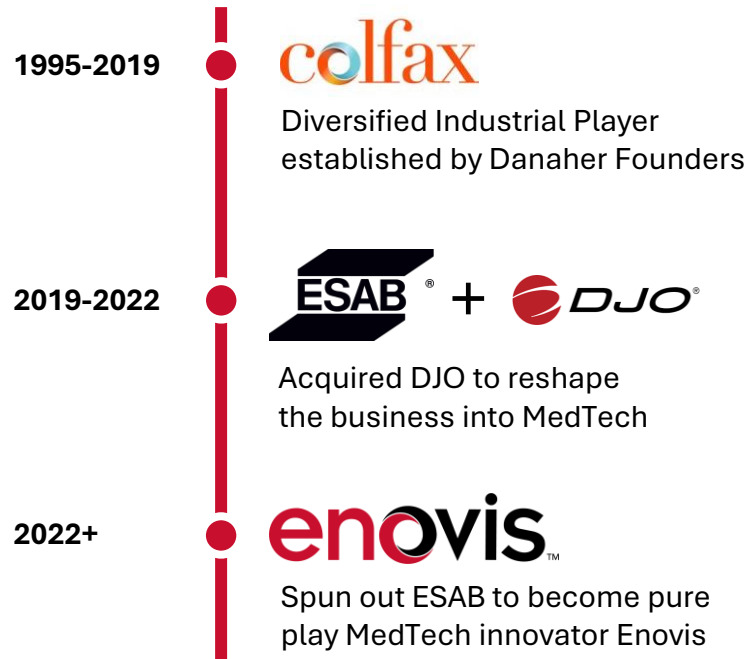 1995-2019
colfax
Diversified Industrial Player
established by Danaher Founders
2019-2022
ESAB ® + DJO®
Acquired DJO to reshape
the business into MedTech
2022+
enovis™
Spun out ESAB to become pure
play MedTech innovator Enovis